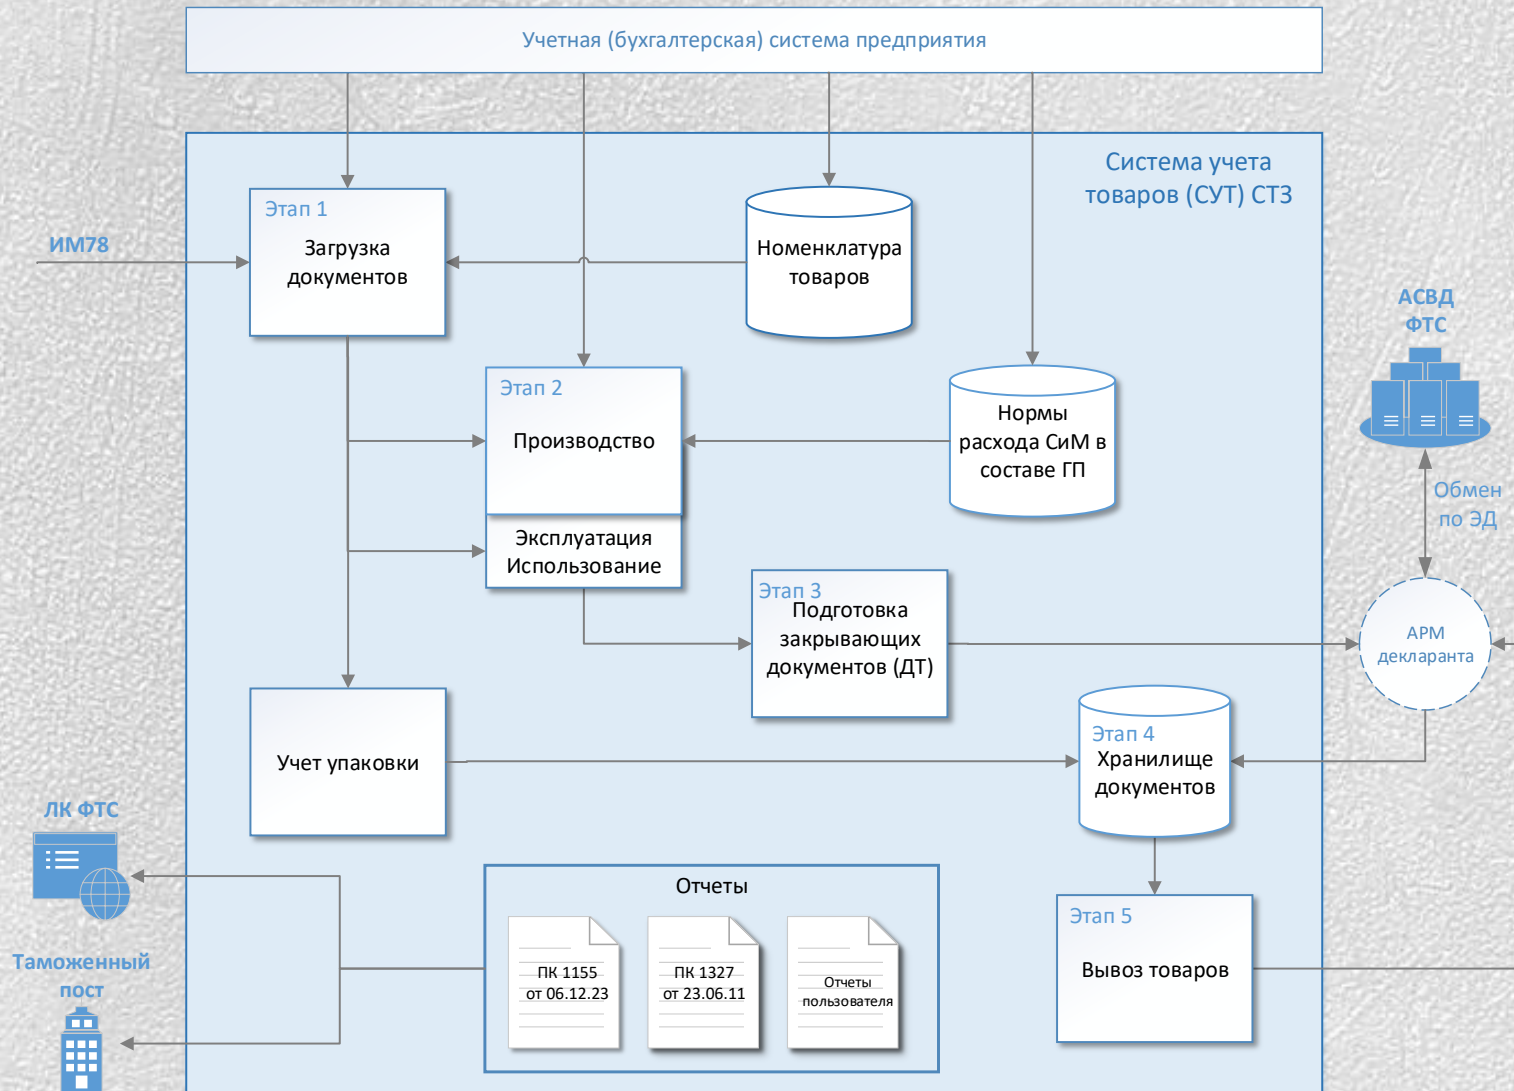 Учетная (бухгалтерская) система предприятия
Система учета
товаров (СУТ) СТЗ
Этап 1
Загрузка
документов
ИМ78
Номенклатура
товаров
АСВД
ФТС
Этап 2
Производство
Нормы
расхода СиМ в
составе ГП
Обмен
по ЭД
Эксплуатация
Использование
Этап 3
Подготовка
закрывающих
документов (ДТ)
АРМ
декларанта
Учет упаковки
Этап 4
Хранилище
документов
ЛК ФТС
Отчеты
Этап 5
Вывоз товаров
Таможенный
пост
ПК 1155
от 06.12.23
ПК 1327
от 23.06.11
Отчеты
пользователя